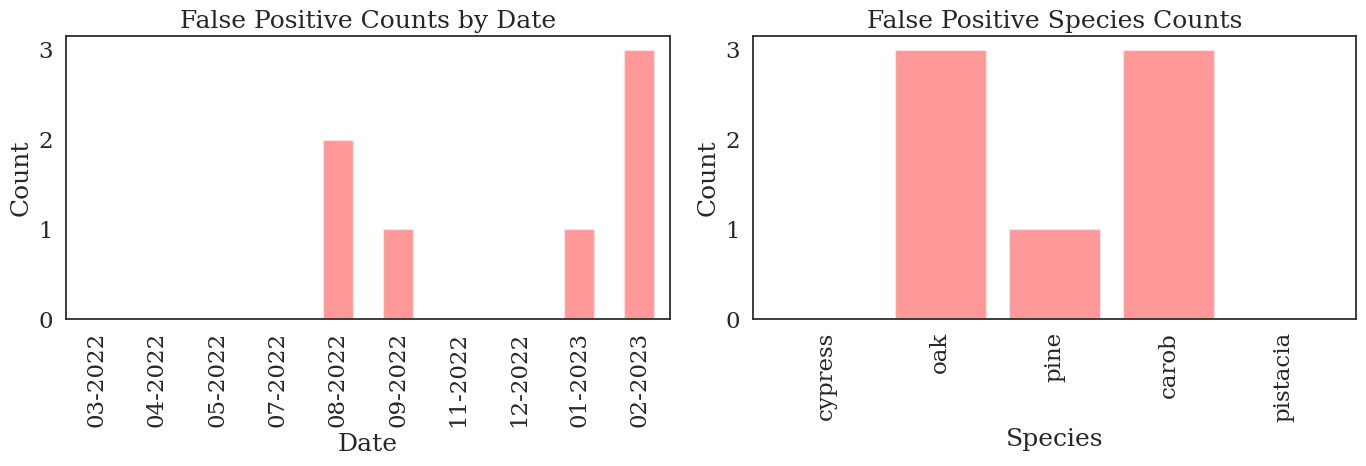 False Positive Counts by Date
3
2
1
0
Count
03-2022
04-2022
05-2022
07-2022
08-2022
09-2022
11-2022
12-2022
01-2023
02-2023
Date
False Positive Species Counts
3
2
1
0
Count
cypress
oak
pine
carob
pistacia
Species